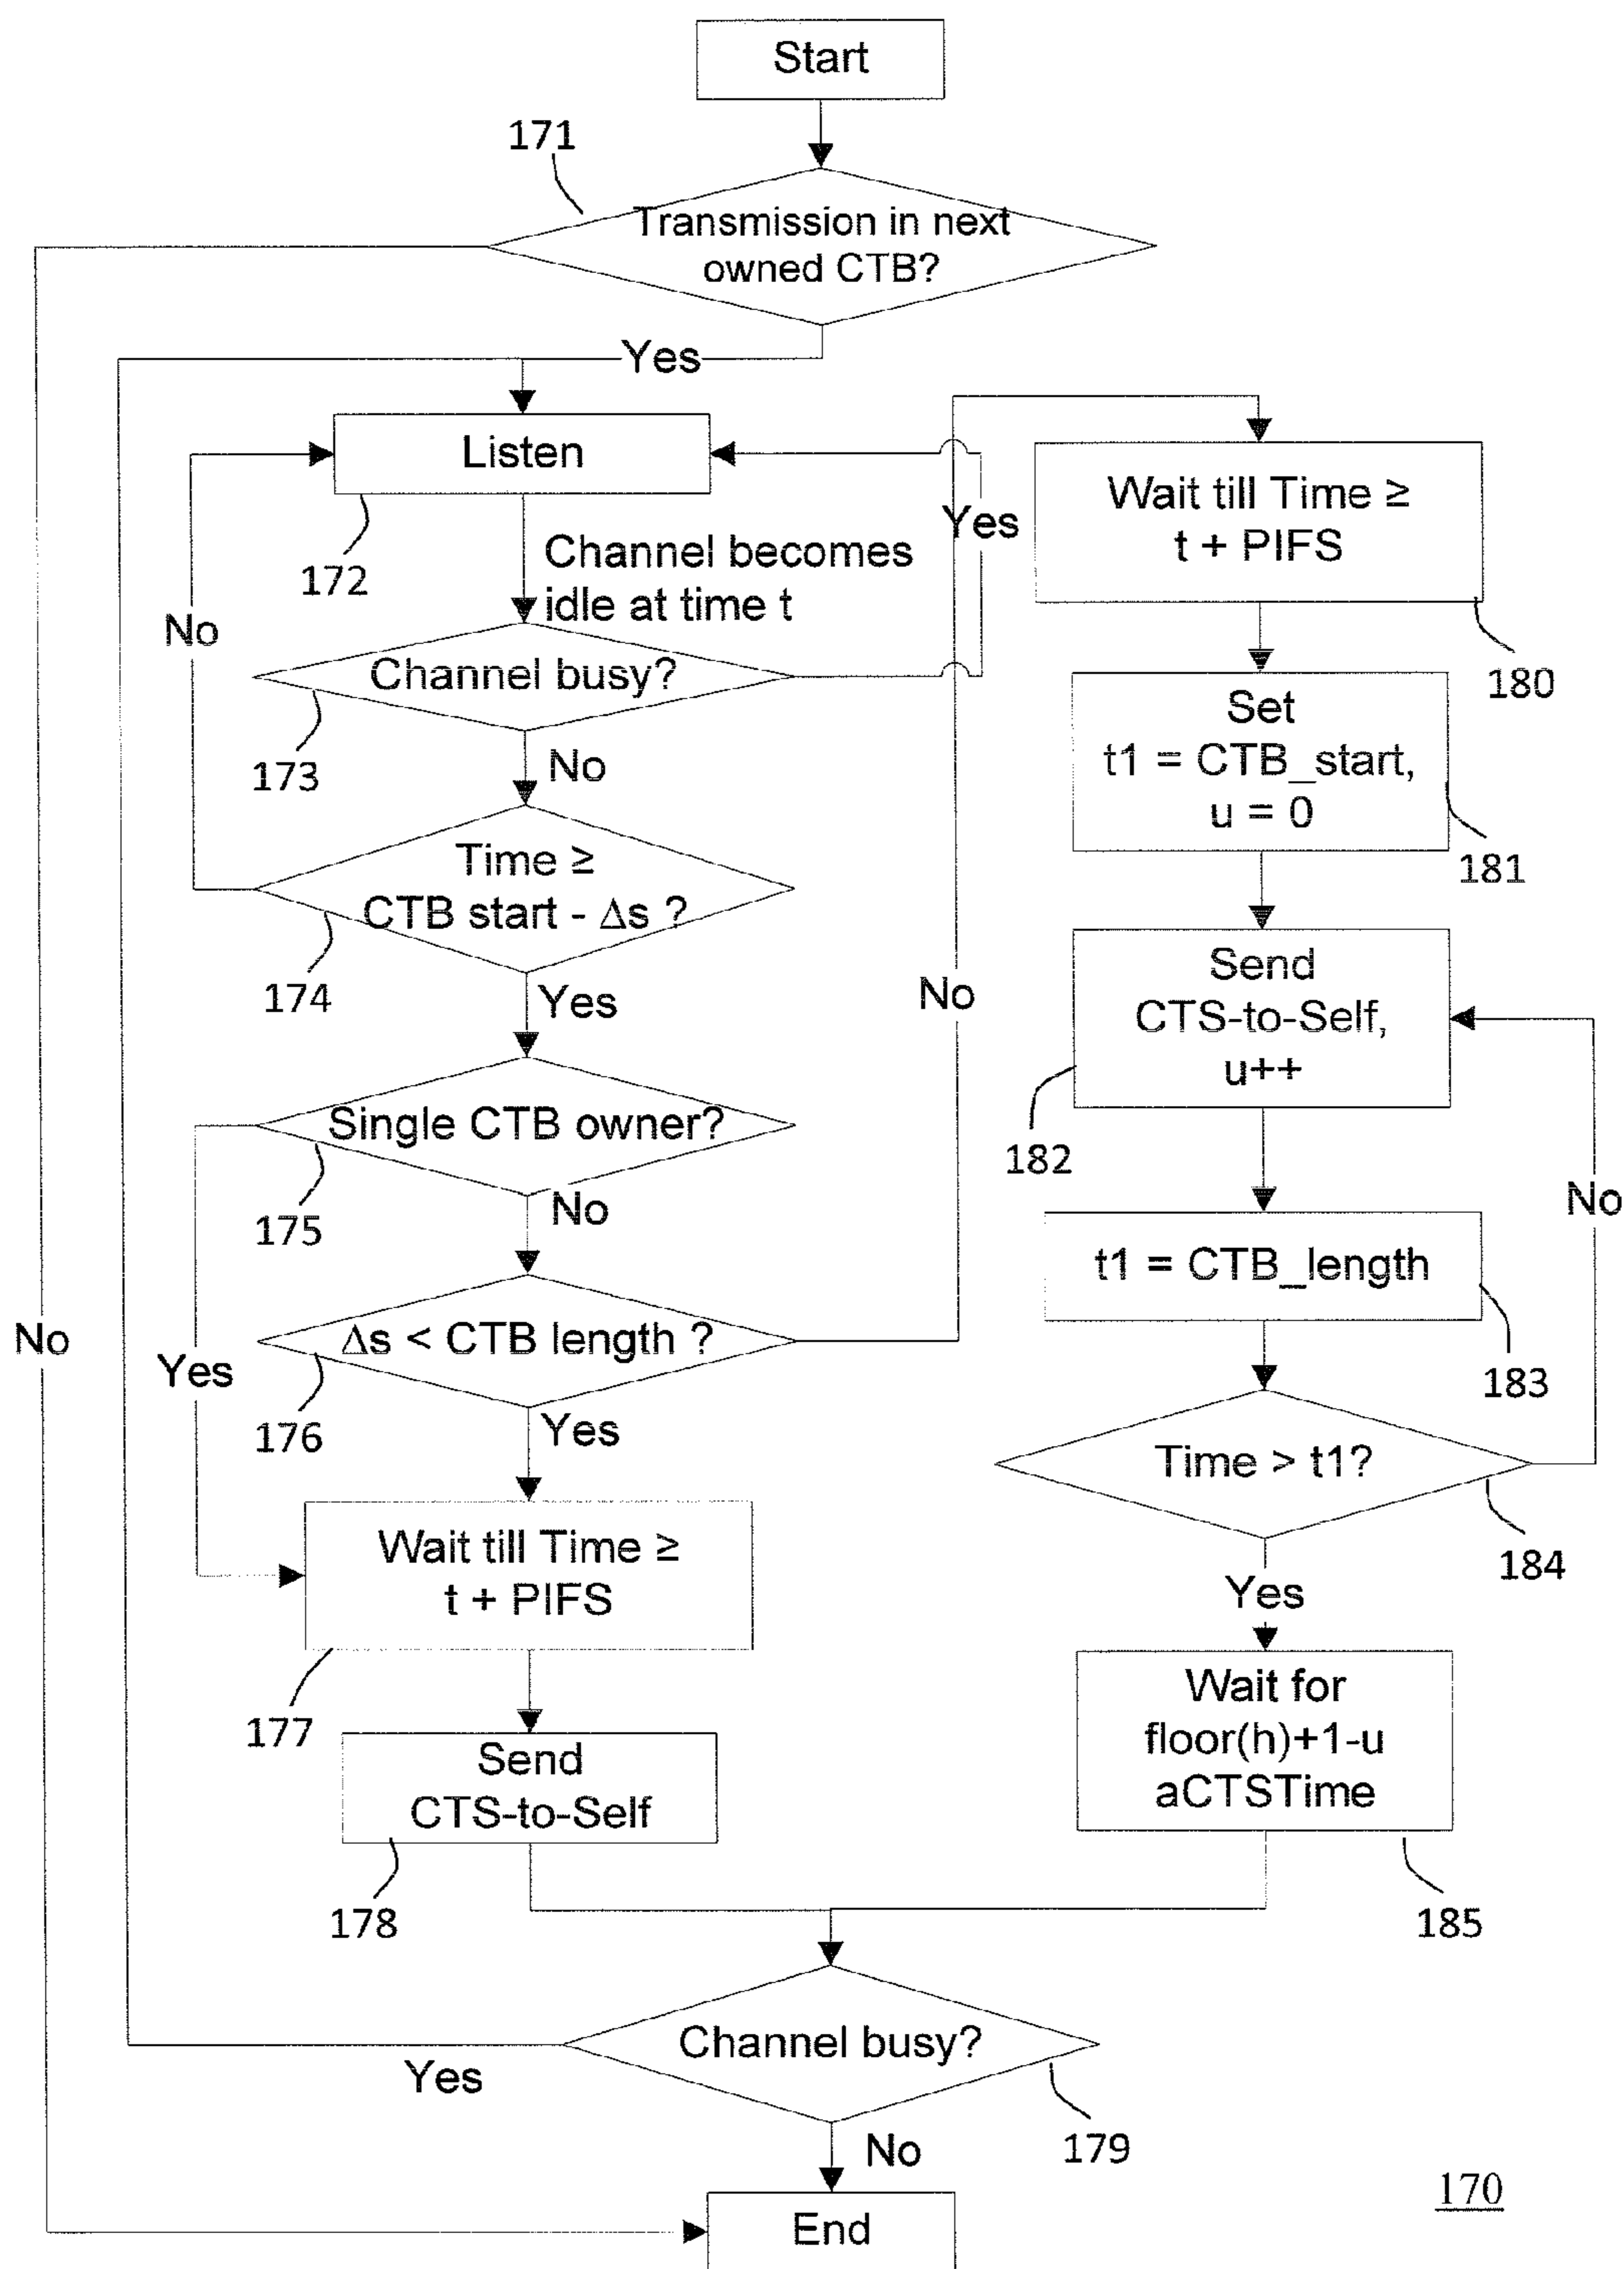 Start
171
Transmission in next
owned CTB?
Yes
Listen
172
Channel becomes
idle at time t
No
Yes
Channel busy?
173
No
Time ≥
CTB start - Δs ?
174
Yes
Single CTB owner?
175
No
Δs < CTB length ?
176
No
Yes
Yes
No
Wait till Time ≥
t + PIFS
177
Send
CTS-to-Self
178
Wait till Time ≥
t + PIFS
180
Set
t1 = CTB_start,
u = 0
181
Send
CTS-to-Self,
u++
182
No
t1 = CTB_length
183
Time > t1?
184
Yes
Wait for
floor(h)+1-u
aCTSTime
185
Channel busy?
Yes
179
No
End
170